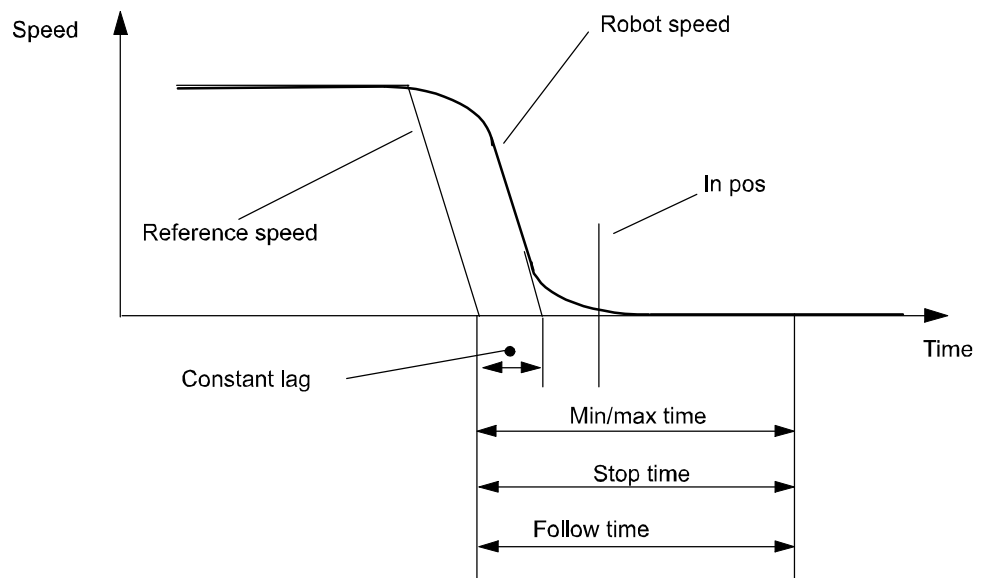 Speed
Robot speed
In pos
Reference speed
Time
Constant lag
Min/max time
Stop time
Follow time